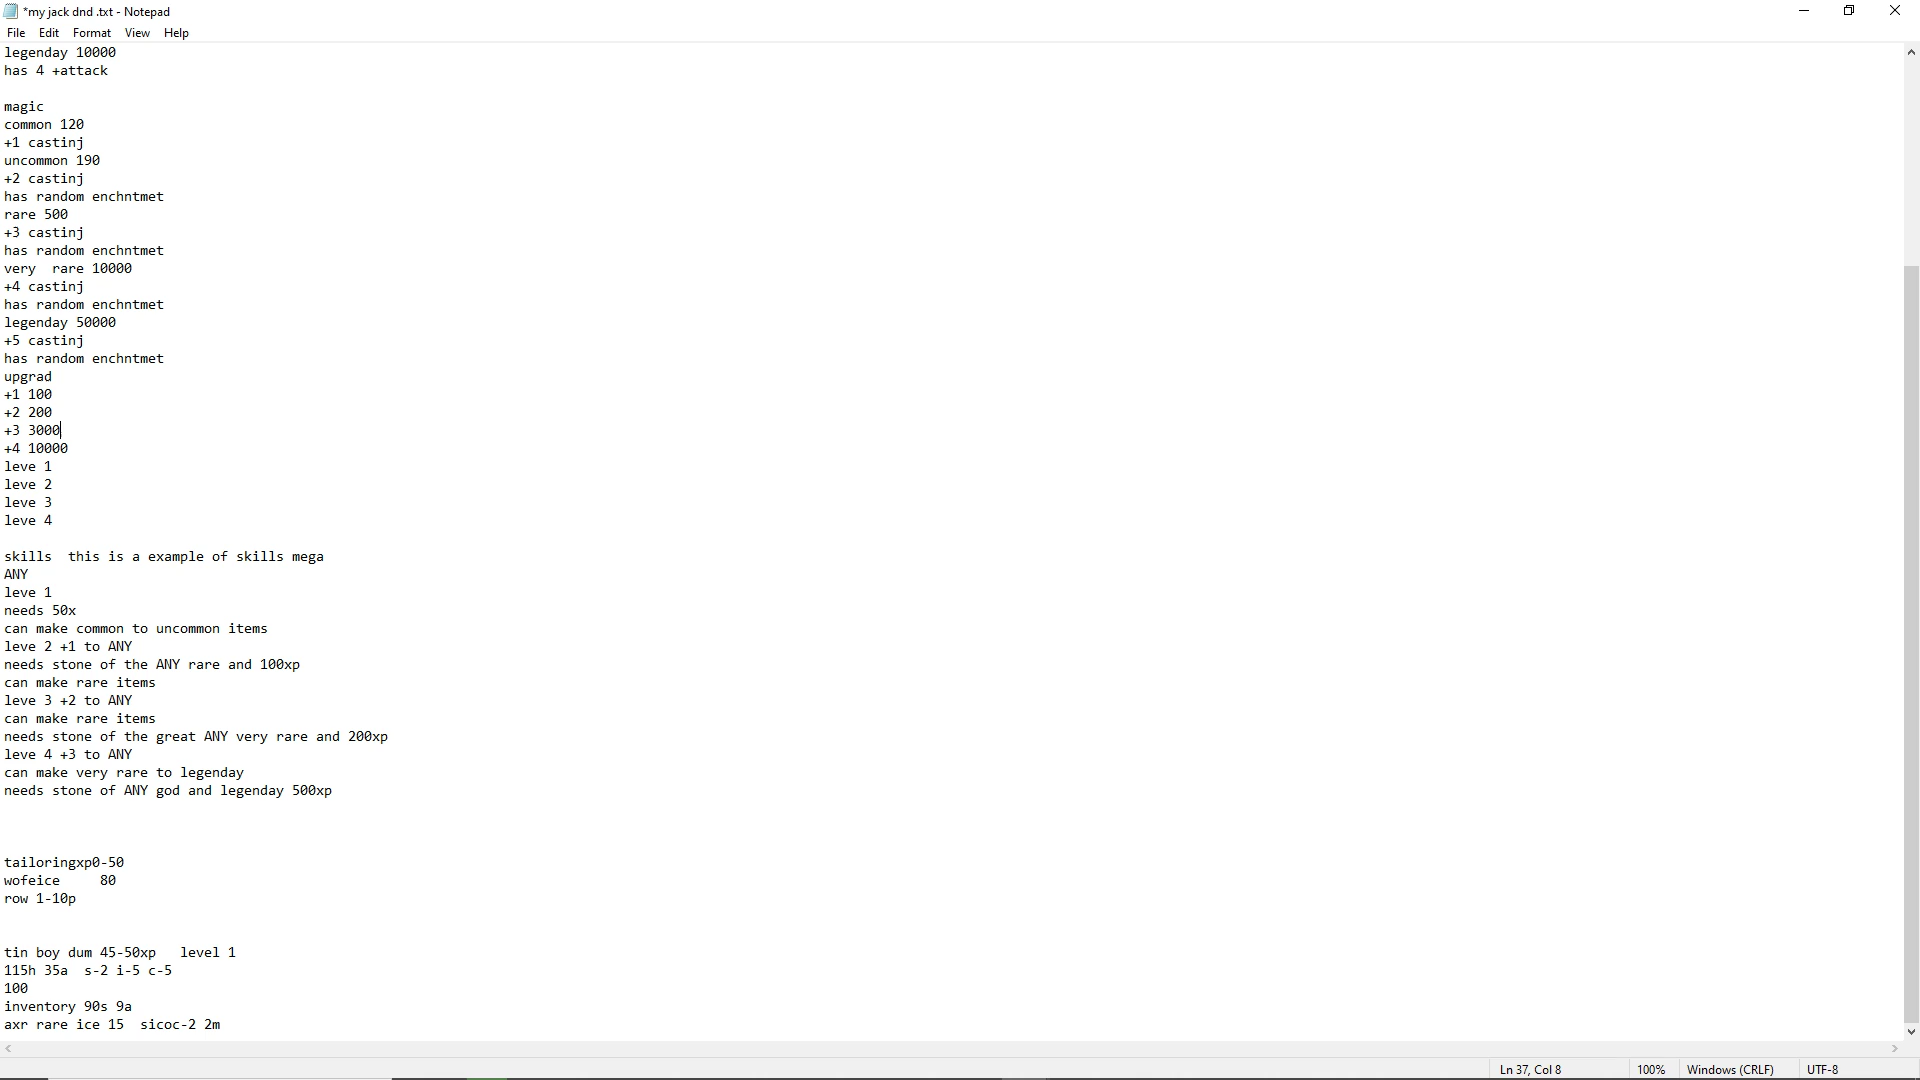 *my jack dnd .txt - Notepad
File Edit Format View Help
legenday 10000
has 4 +attack
magic
common 120
+1 castinj
uncommon 190
+2 castinj
has random enchntmet
rare 500
+3 castinj
has random enchntmet
very  rare 10000
+4 castinj
has random enchntmet
legenday 50000
+5 castinj
has random enchntmet
upgrad
+1 100
+2 200
+3 3000
+4 10000
leve 1
leve 2
leve 3
leve 4
skills  this is a example of skills mega
ANY
leve 1
needs 50x
can make common to uncommon items
leve 2 +1 to ANY
needs stone of the ANY rare and 100xp
can make rare items
leve 3 +2 to ANY
can make rare items
needs stone of the great ANY very rare and 200xp
leve 4 +3 to ANY
can make very rare to legenday
needs stone of ANY god and legenday 500xp
tailoringxp0-50
wofeice     80
row 1-10p
tin boy dum 45-50xp   level 1
115h 35a  s-2 i-5 c-5
100
inventory 90s 9a
axr rare ice 15  sicoc-2 2m
Ln 37, Col 8 100% Windows (CRLF) UTF-8